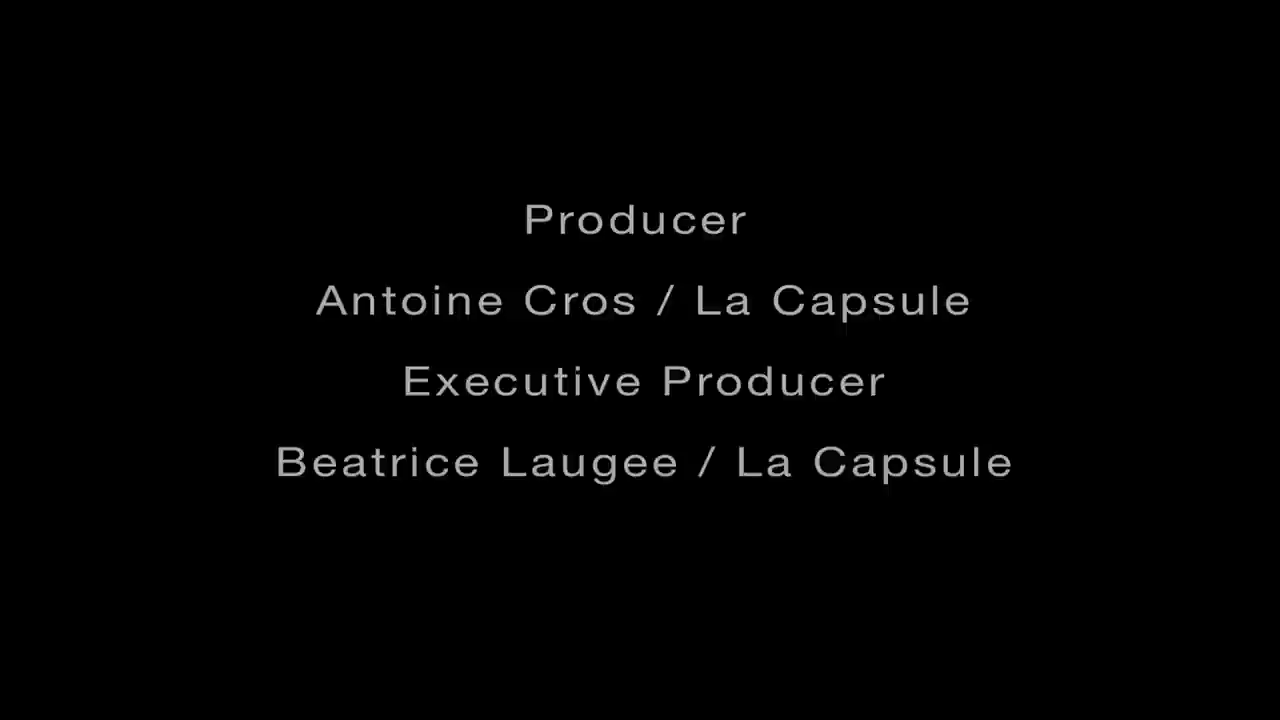 Producer
Antoine Cros / La Capsule
Executive Producer
Beatrice Laugee / La Capsule